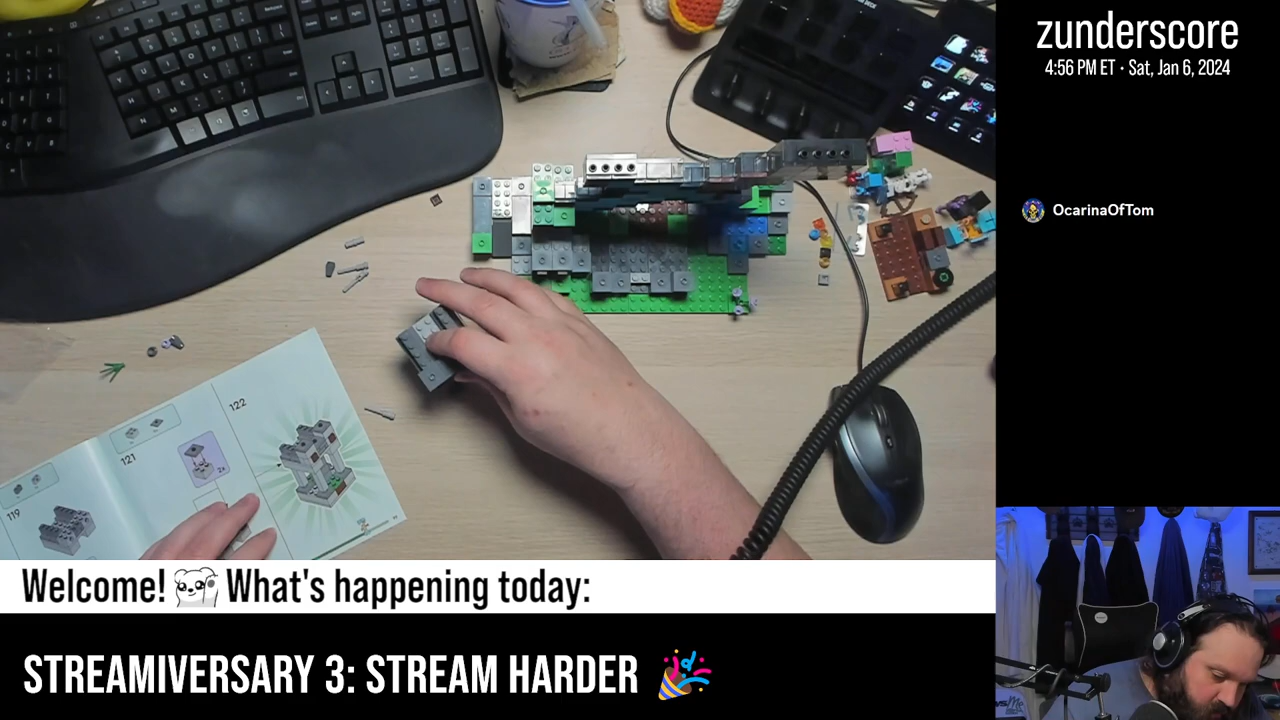 zunderscore
4:56 PM ET • Sat, Jan 6, 2024
OcarinaOfTom
122
121
2x
119
Welcome! What's happening today:
STREAMIVERSARY 3: STREAM HARDER